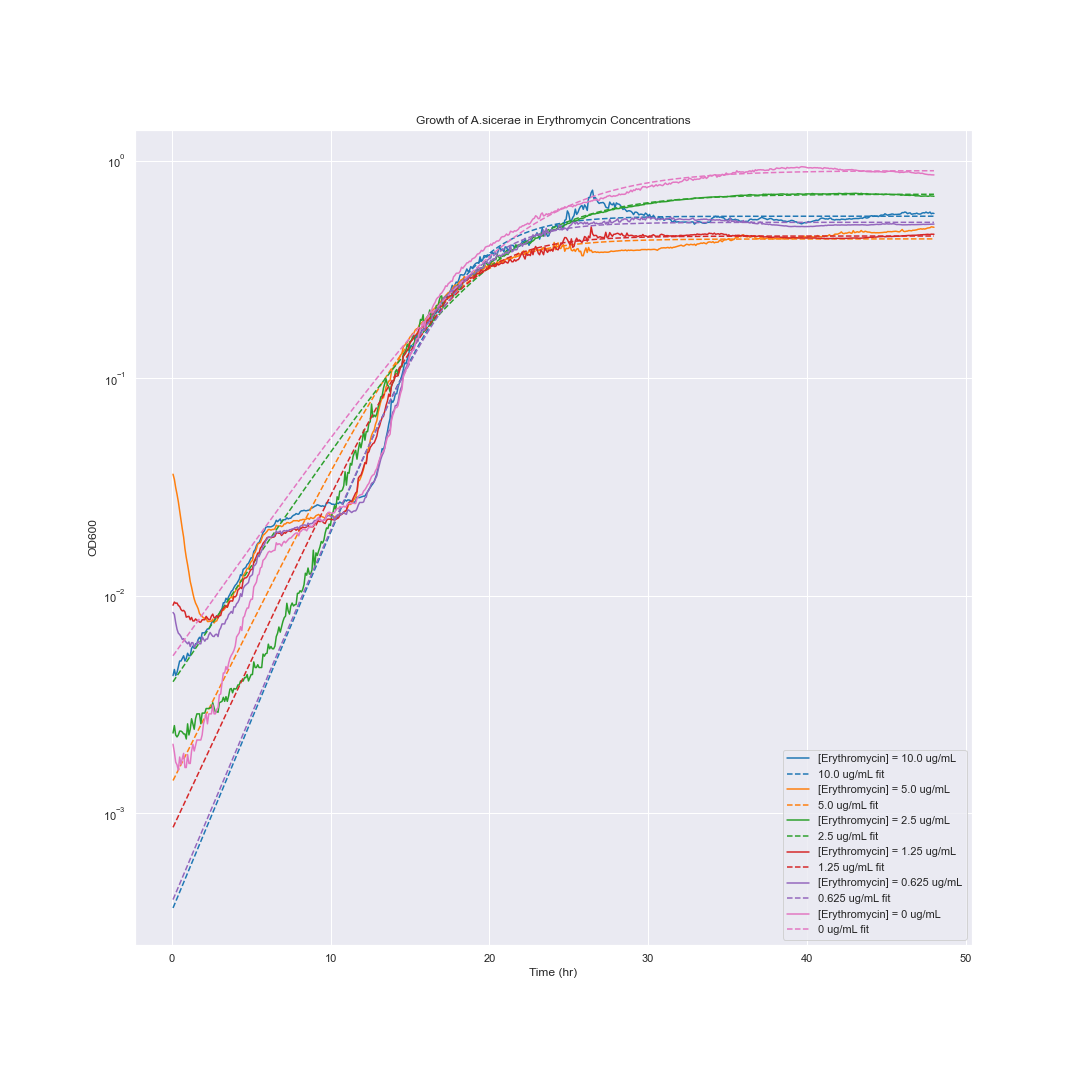 Growth of A.sicerae in Erythromycin Concentrations
10⁰
10⁻¹
10⁻²
10⁻³
OD600
0 10 20 30 40 50
Time (hr)
[Erythromycin] = 10.0 ug/mL
10.0 ug/mL fit
[Erythromycin] = 5.0 ug/mL
5.0 ug/mL fit
[Erythromycin] = 2.5 ug/mL
2.5 ug/mL fit
[Erythromycin] = 1.25 ug/mL
1.25 ug/mL fit
[Erythromycin] = 0.625 ug/mL
0.625 ug/mL fit
[Erythromycin] = 0 ug/mL
0 ug/mL fit